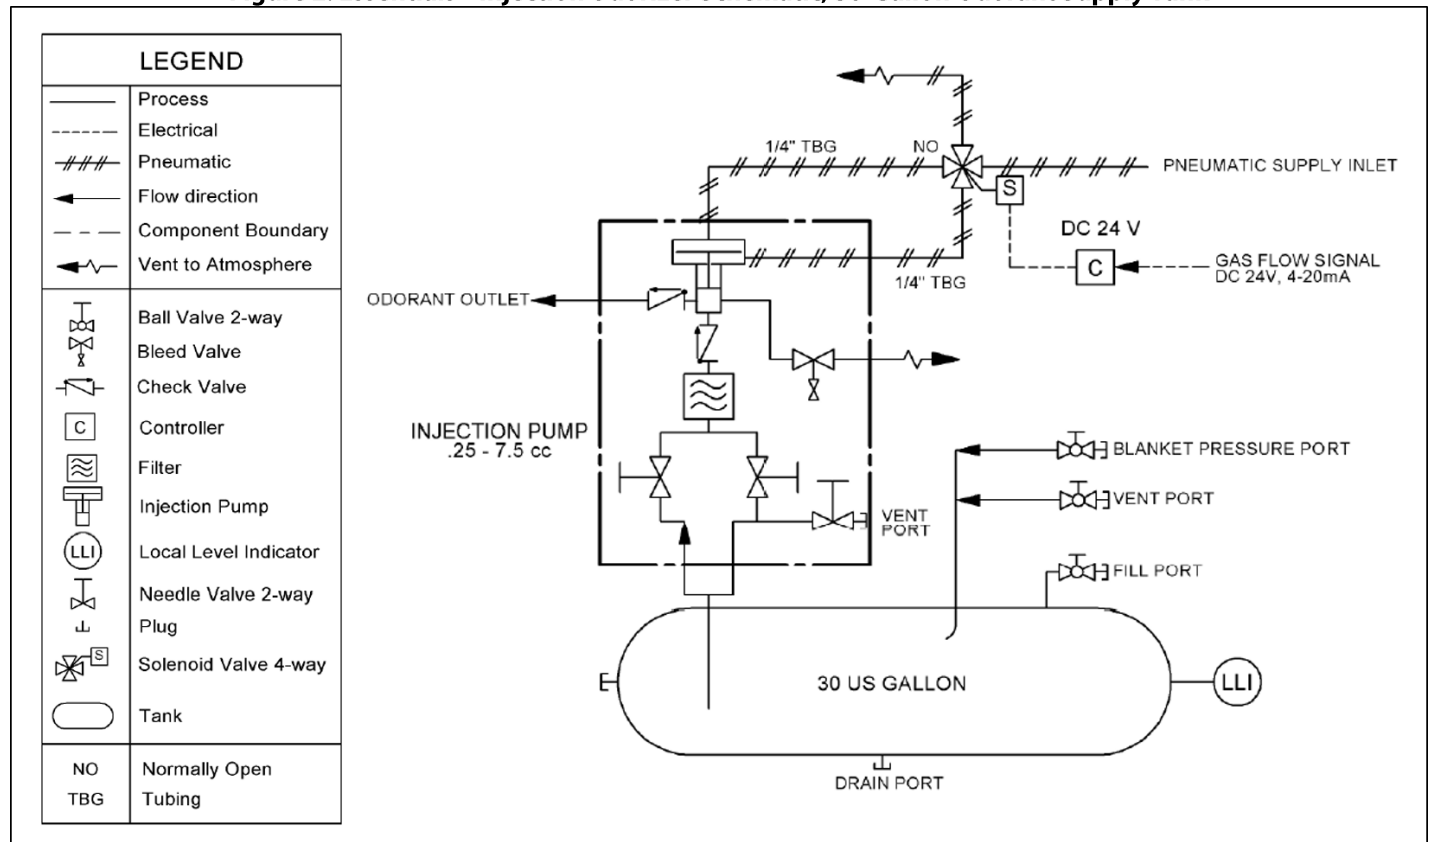 LEGEND
Process
Electrical
Pneumatic
Flow direction
Component Boundary
Vent to Atmosphere
Ball Valve 2-way
Bleed Valve
Check Valve
C
Controller
Filter
Injection Pump
LLI
Local Level Indicator
Needle Valve 2-way
Plug
S
Solenoid Valve 4-way
Tank
NO
Normally Open
TBG
Tubing
1/4" TBG
NO
PNEUMATIC SUPPLY INLET
S
DC 24 V
C
GAS FLOW SIGNAL
DC 24V, 4-20mA
1/4" TBG
ODORANT OUTLET
INJECTION PUMP
.25 - 7.5 cc
BLANKET PRESSURE PORT
VENT PORT
VENT
PORT
FILL PORT
30 US GALLON
LLI
DRAIN PORT